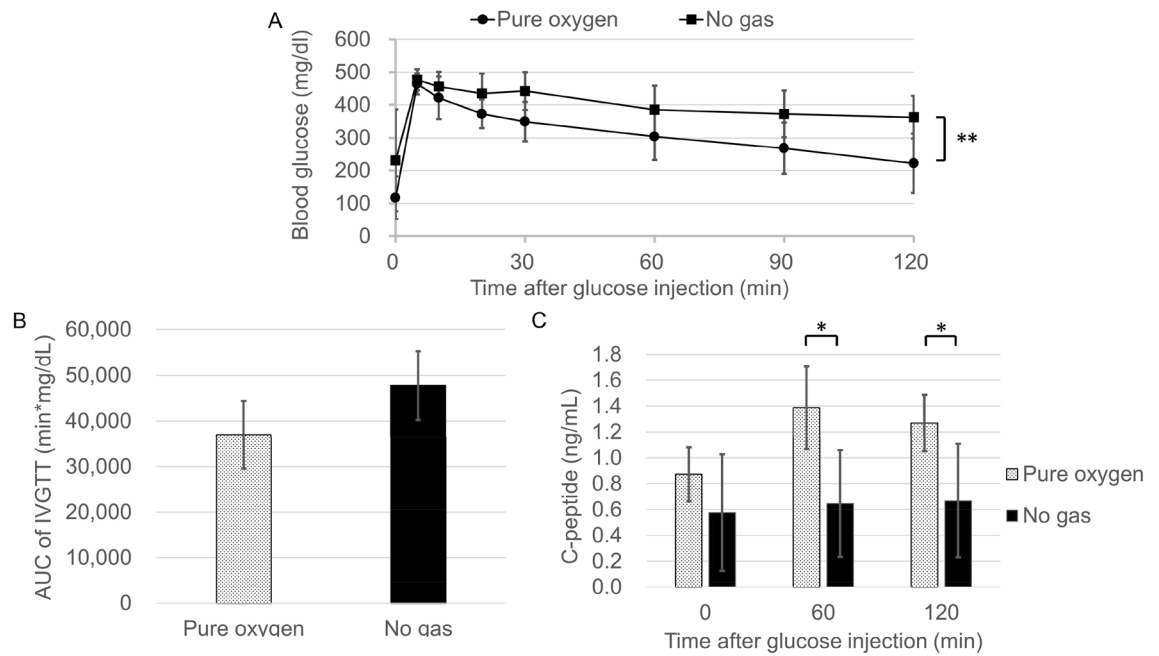 A
Pure oxygen No gas
Blood glucose (mg/dl)
600
500
400
300
200
100
0
**
0 30 60 90 120
Time after glucose injection (min)
B
AUC of IVGTT (min*mg/dL)
60,000
50,000
40,000
30,000
20,000
10,000
0
Pure oxygen No gas
C
* *
C-peptide (ng/mL)
1.8
1.6
1.4
1.2
1.0
0.8
0.6
0.4
0.2
0.0
0 60 120
Time after glucose injection (min)
Pure oxygen
No gas